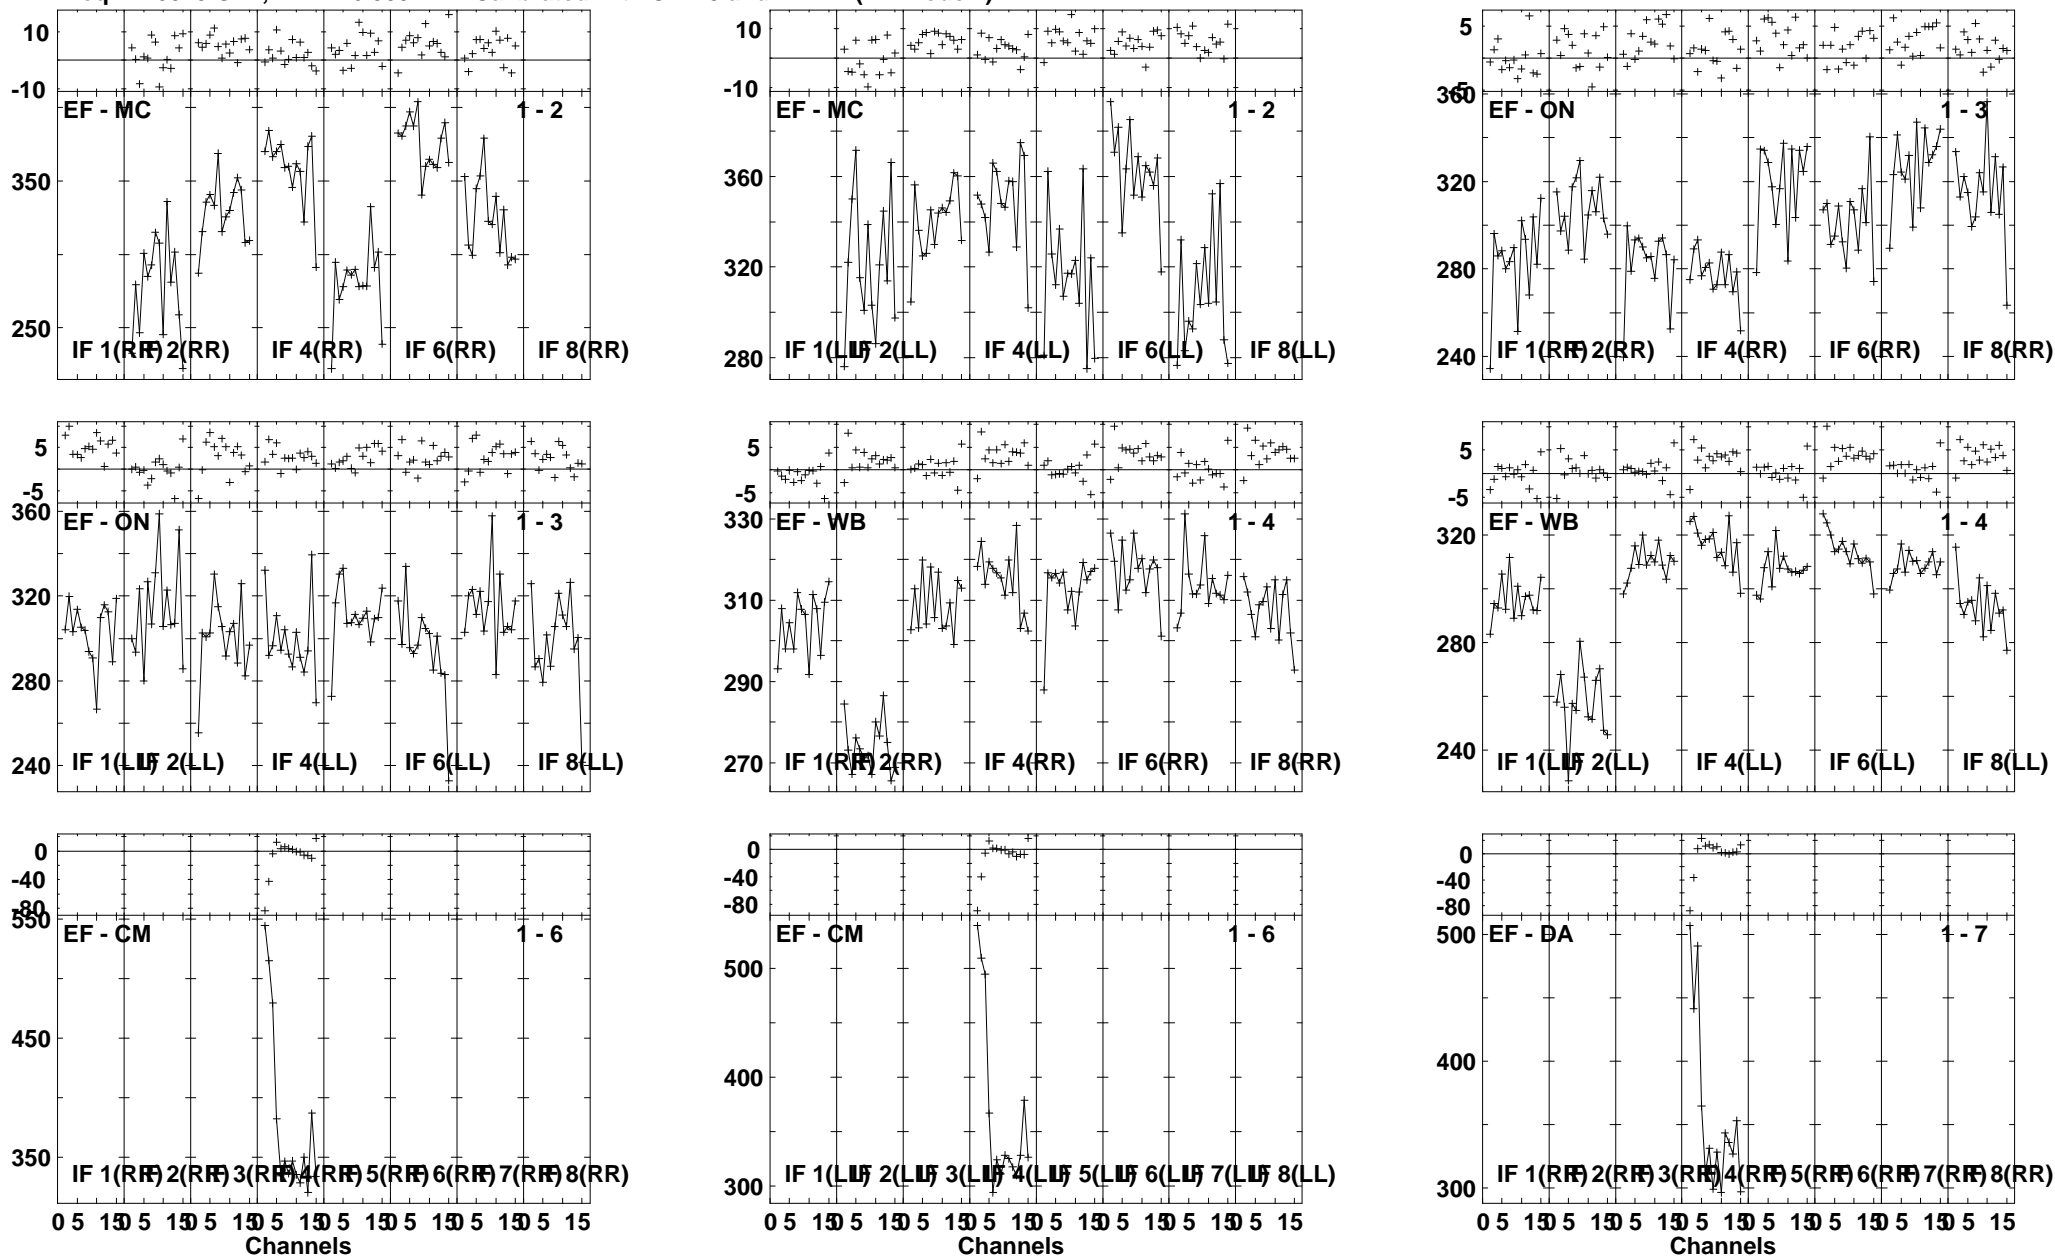 10
-10
EF - MC
1 - 2
350
250
IF 1(RR)
IF 2(RR)
IF 4(RR)
IF 6(RR)
IF 8(RR)
10
-10
EF - MC
1 - 2
360
320
280
IF 1(LL)
IF 2(LL)
IF 4(LL)
IF 6(LL)
IF 8(LL)
5
-5
360
EF - ON
1 - 3
320
280
240
IF 1(RR)
IF 2(RR)
IF 4(RR)
IF 6(RR)
IF 8(RR)
5
-5
360
EF - ON
1 - 3
320
280
240
IF 1(LL)
IF 2(LL)
IF 4(LL)
IF 6(LL)
IF 8(LL)
5
-5
330
EF - WB
1 - 4
310
290
270
IF 1(RR)
IF 2(RR)
IF 4(RR)
IF 6(RR)
IF 8(RR)
5
-5
EF - WB
1 - 4
320
280
240
IF 1(LL)
IF 2(LL)
IF 4(LL)
IF 6(LL)
IF 8(LL)
0
-40
-80
550
EF - CM
1 - 6
450
350
IF 1(RR)
IF 2(RR)
IF 3(RR)
IF 4(RR)
IF 5(RR)
IF 6(RR)
IF 7(RR)
IF 8(RR)
0 5 15
0 5 15
0 5 15
0 5 15
0 5 15
0 5 15
0 5 15
0 5 15
Channels
0
-40
-80
EF - CM
1 - 6
500
400
300
IF 1(LL)
IF 2(LL)
IF 3(LL)
IF 4(LL)
IF 5(LL)
IF 6(LL)
IF 7(LL)
IF 8(LL)
0 5 15
0 5 15
0 5 15
0 5 15
0 5 15
0 5 15
0 5 15
0 5 15
Channels
0
-40
-80
EF - DA
1 - 7
500
400
300
IF 1(RR)
IF 2(RR)
IF 3(RR)
IF 4(RR)
IF 5(RR)
IF 6(RR)
IF 7(RR)
IF 8(RR)
0 5 15
0 5 15
0 5 15
0 5 15
0 5 15
0 5 15
0 5 15
0 5 15
Channels